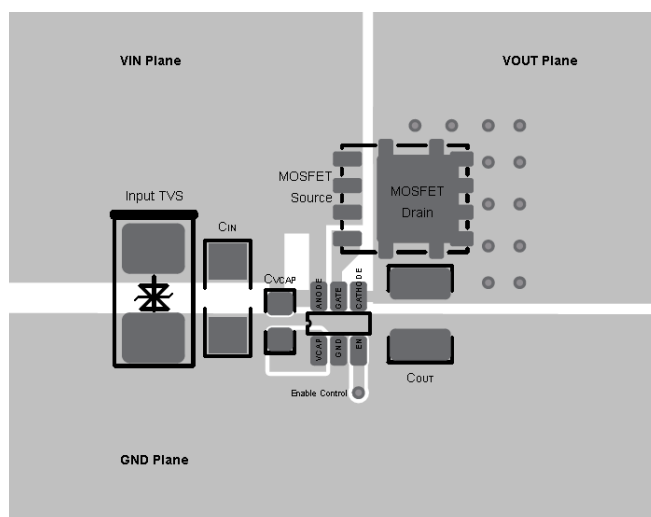 VIN Plane
VOUT Plane
MOSFET
Source
MOSFET
Drain
Input TVS
CIN
CVCAP
ANODE
GATE
CATHODE
VCAP
GND
EN
COUT
Enable Control
GND Plane